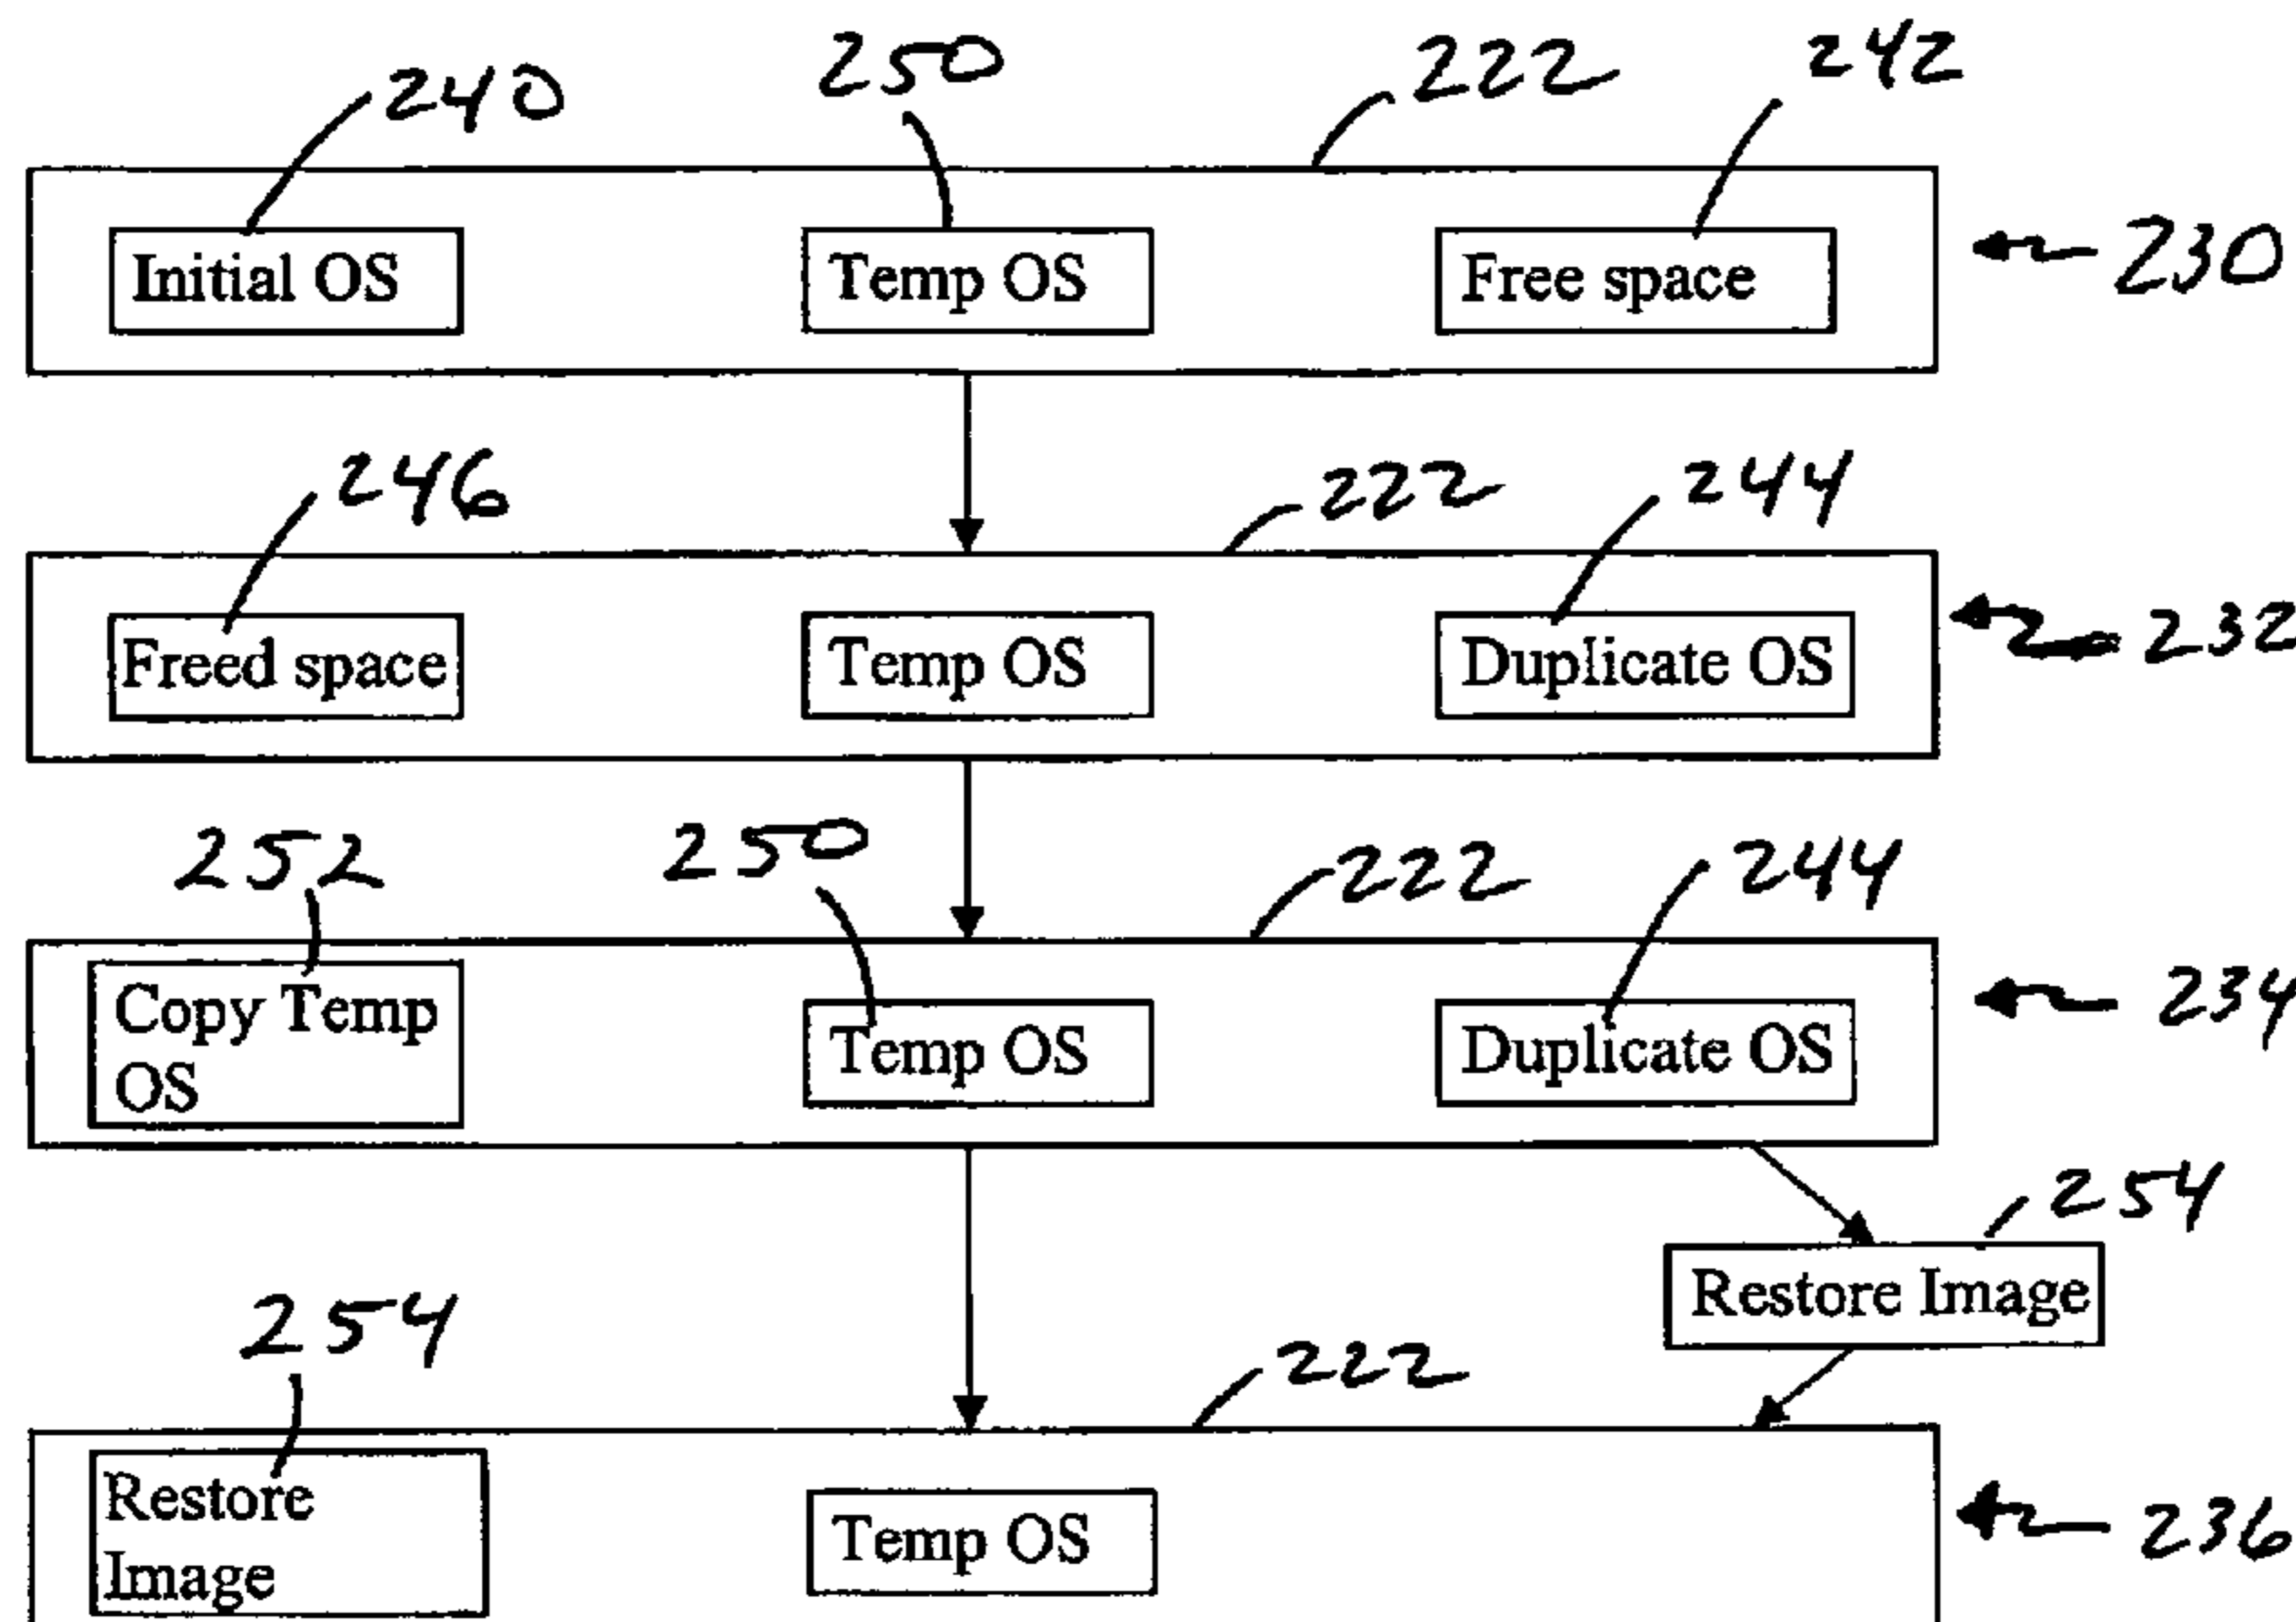 240
250
222
242
Initial OS
Temp OS
Free space
230
246
222
244
Freed space
Temp OS
Duplicate OS
232
252
250
222
244
Copy Temp
OS
Temp OS
Duplicate OS
234
254
Restore Image
254
222
Restore
Image
Temp OS
236